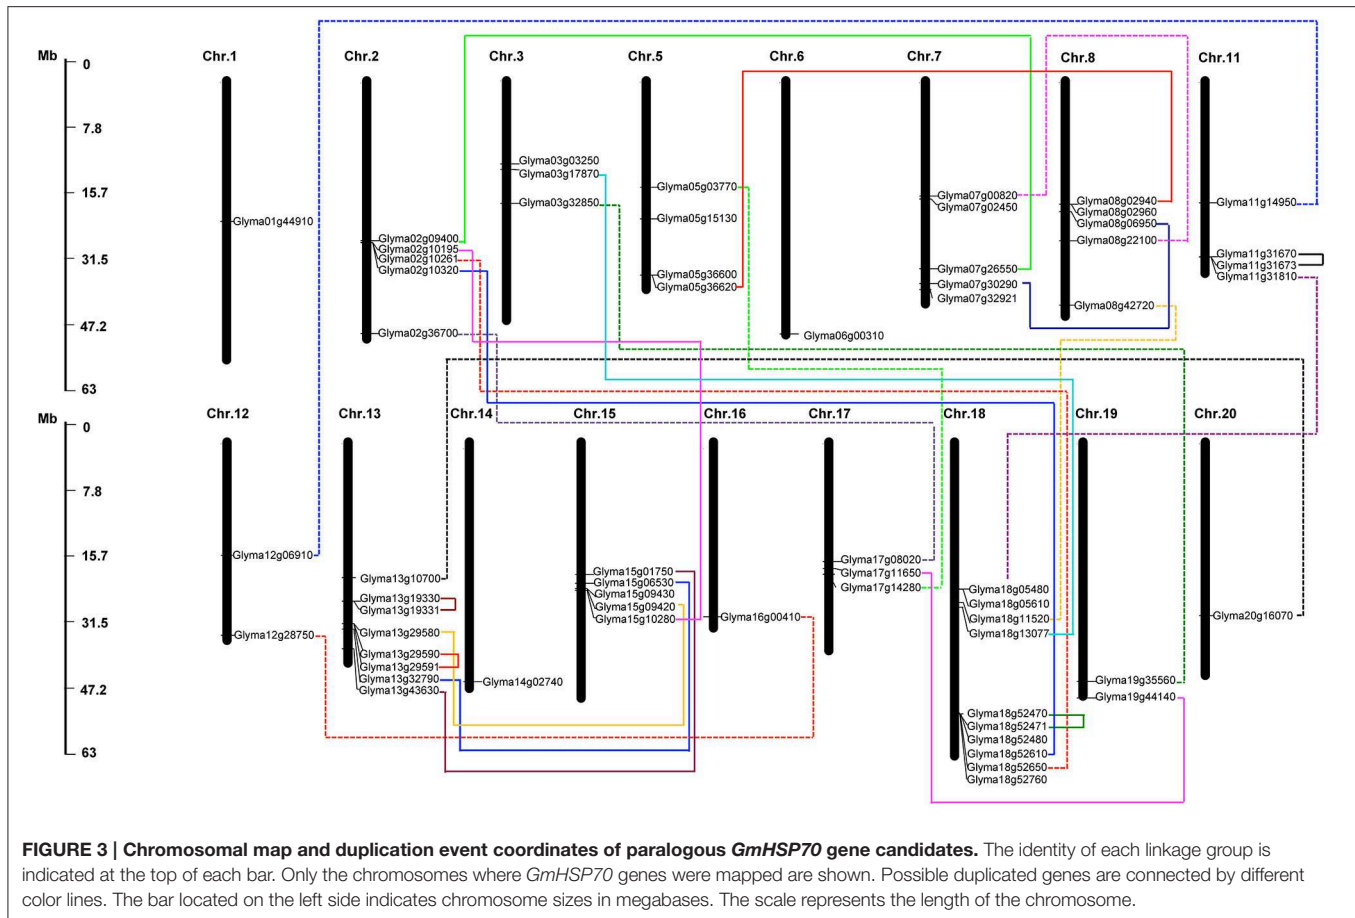 Mb
0
7.8
15.7
31.5
47.2
63
Chr.1
Glyma01g44910
Chr.2
Glyma02g09400
Glyma02g10195
Glyma02g10261
Glyma02g10320
Glyma02g36700
Chr.3
Glyma03g03250
Glyma03g17870
Glyma03g32850
Chr.5
Glyma05g03770
Glyma05g15130
Glyma05g36600
Glyma05g36620
Chr.6
Glyma06g00310
Chr.7
Glyma07g00820
Glyma07g02450
Glyma07g26550
Glyma07g30290
Glyma07g32921
Chr.8
Glyma08g02940
Glyma08g02960
Glyma08g06950
Glyma08g22100
Glyma08g42720
Chr.11
Glyma11g14950
Glyma11g31670
Glyma11g31673
Glyma11g31810
Mb
0
7.8
15.7
31.5
47.2
63
Chr.12
Glyma12g06910
Glyma12g28750
Chr.13
Glyma13g10700
Glyma13g19330
Glyma13g19331
Glyma13g29580
Glyma13g29590
Glyma13g29591
Glyma13g32790
Glyma13g43630
Chr.14
Glyma14g02740
Chr.15
Glyma15g01750
Glyma15g06530
Glyma15g09430
Glyma15g09420
Glyma15g10280
Chr.16
Glyma16g00410
Chr.17
Glyma17g08020
Glyma17g11650
Glyma17g14280
Chr.18
Glyma18g05480
Glyma18g05610
Glyma18g11520
Glyma18g13077
Glyma18g52470
Glyma18g52471
Glyma18g52480
Glyma18g52610
Glyma18g52650
Glyma18g52760
Chr.19
Glyma19g35560
Glyma19g44140
Chr.20
Glyma20g16070
FIGURE 3 | Chromosomal map and duplication event coordinates of paralogous GmHSP70 gene candidates. The identity of each linkage group is
indicated at the top of each bar. Only the chromosomes where GmHSP70 genes were mapped are shown. Possible duplicated genes are connected by different
color lines. The bar located on the left side indicates chromosome sizes in megabases. The scale represents the length of the chromosome.